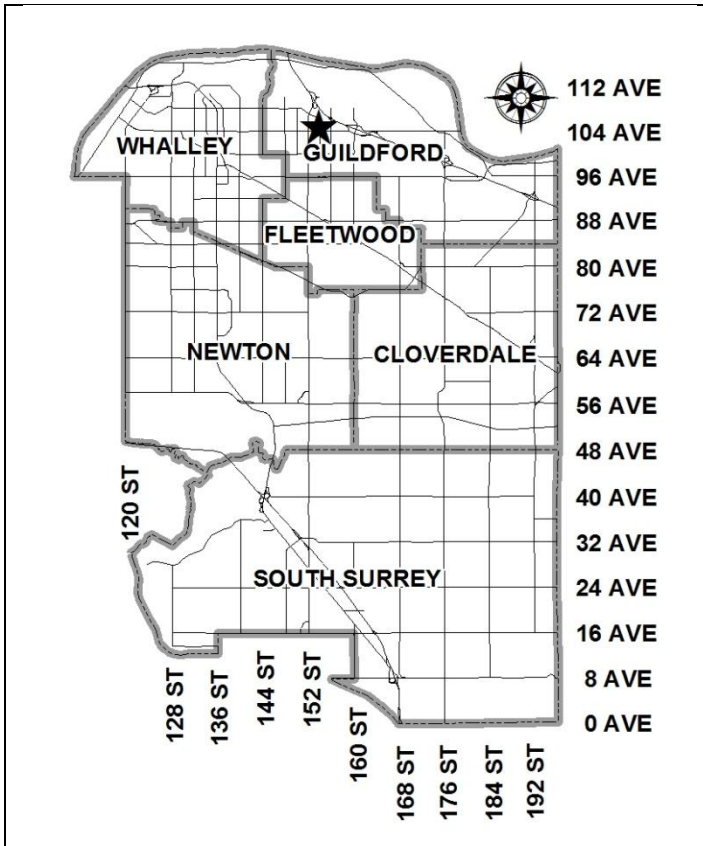 112 AVE
104 AVE
WHALLEY
GUILDFORD
96 AVE
88 AVE
FLEETWOOD
80 AVE
72 AVE
NEWTON
CLOVERDALE
64 AVE
56 AVE
48 AVE
120 ST
40 AVE
32 AVE
SOUTH SURREY
24 AVE
16 AVE
8 AVE
0 AVE
128 ST
136 ST
144 ST
152 ST
160 ST
168 ST
176 ST
184 ST
192 ST